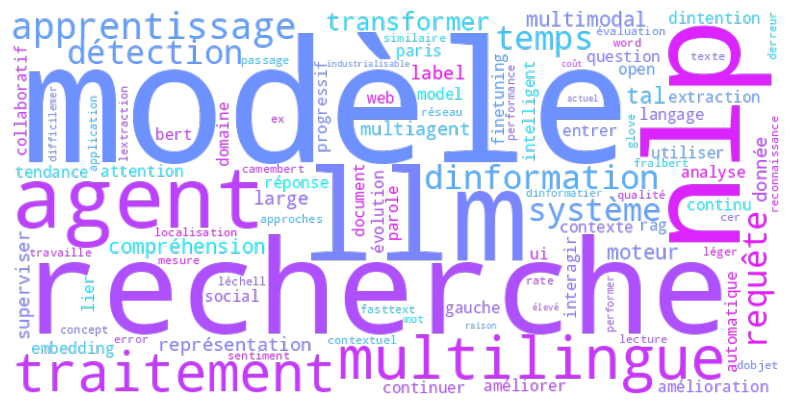 apprentissage
transformer
multimodal
dintention
derreur
similaire
évaluation
détection
passage
industrialisable
paris
temps
word
coût
question
texte
modèle
nlp
collaboratif
difficilement
application
lextraction
bert
domaine
ex
progressif
web
label
model
réseau
multiagent
finetuning
performance
intelligent
open
tal
extraction
actuel
entrer
langage
glove
utiliser
fralbert
reconnaissance
tendance
attention
camembert
réponse
large
document
évolution
parole
dinformation
dinformatier
qualité
analyse
continu
donnée
agent
llm
approches
système
contexte
rag
cer
requête
superviser
travaille
localisation
mesure
compréhension
lier
léchell
social
recherche
ui
rate
élevé
interagir
moteur
performer
léger
automatique
concept
error
fasttext
mot
gauche
raison
embedding
représentation
sentiment
contextuel
lecture
dobjet
traitement
multilingue
continuer
améliorer
amélioration